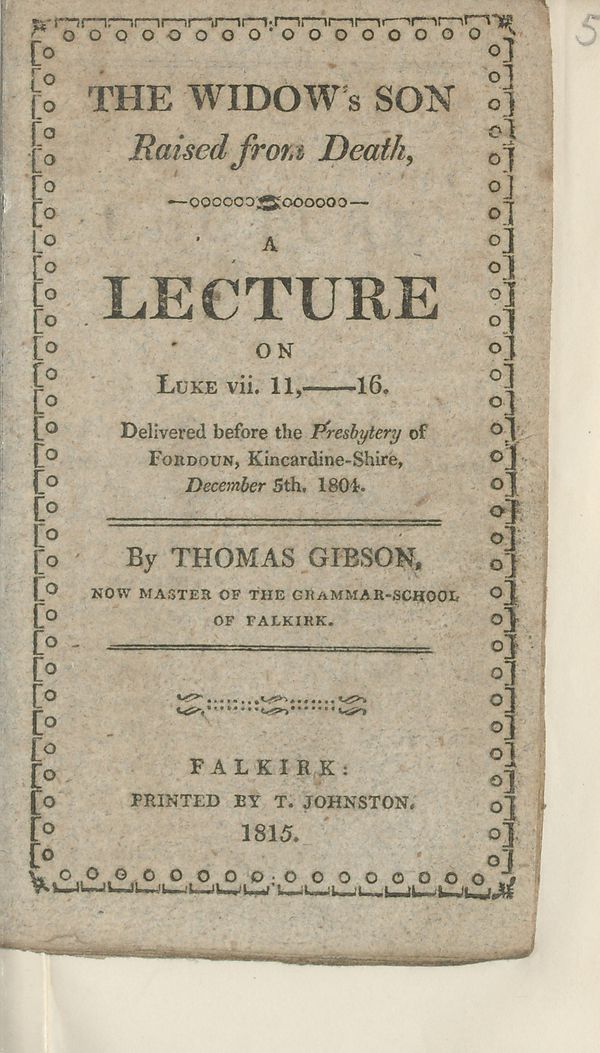 5
THE WIDOW's SON
Raised from Death,
A
LECTURE
ON
LUKE vii. 11,——16.
Delivered before the Presbytery of
FORDOUN, Kincardine-Shire,
December 5th. 1804.
By THOMAS GIBSON,
NOW MASTER OF THE GRAMMAR-SCHOOL
OF FALKIRK.
FALKIRK:
PRINTED BY T. JOHNSTON.
1815.